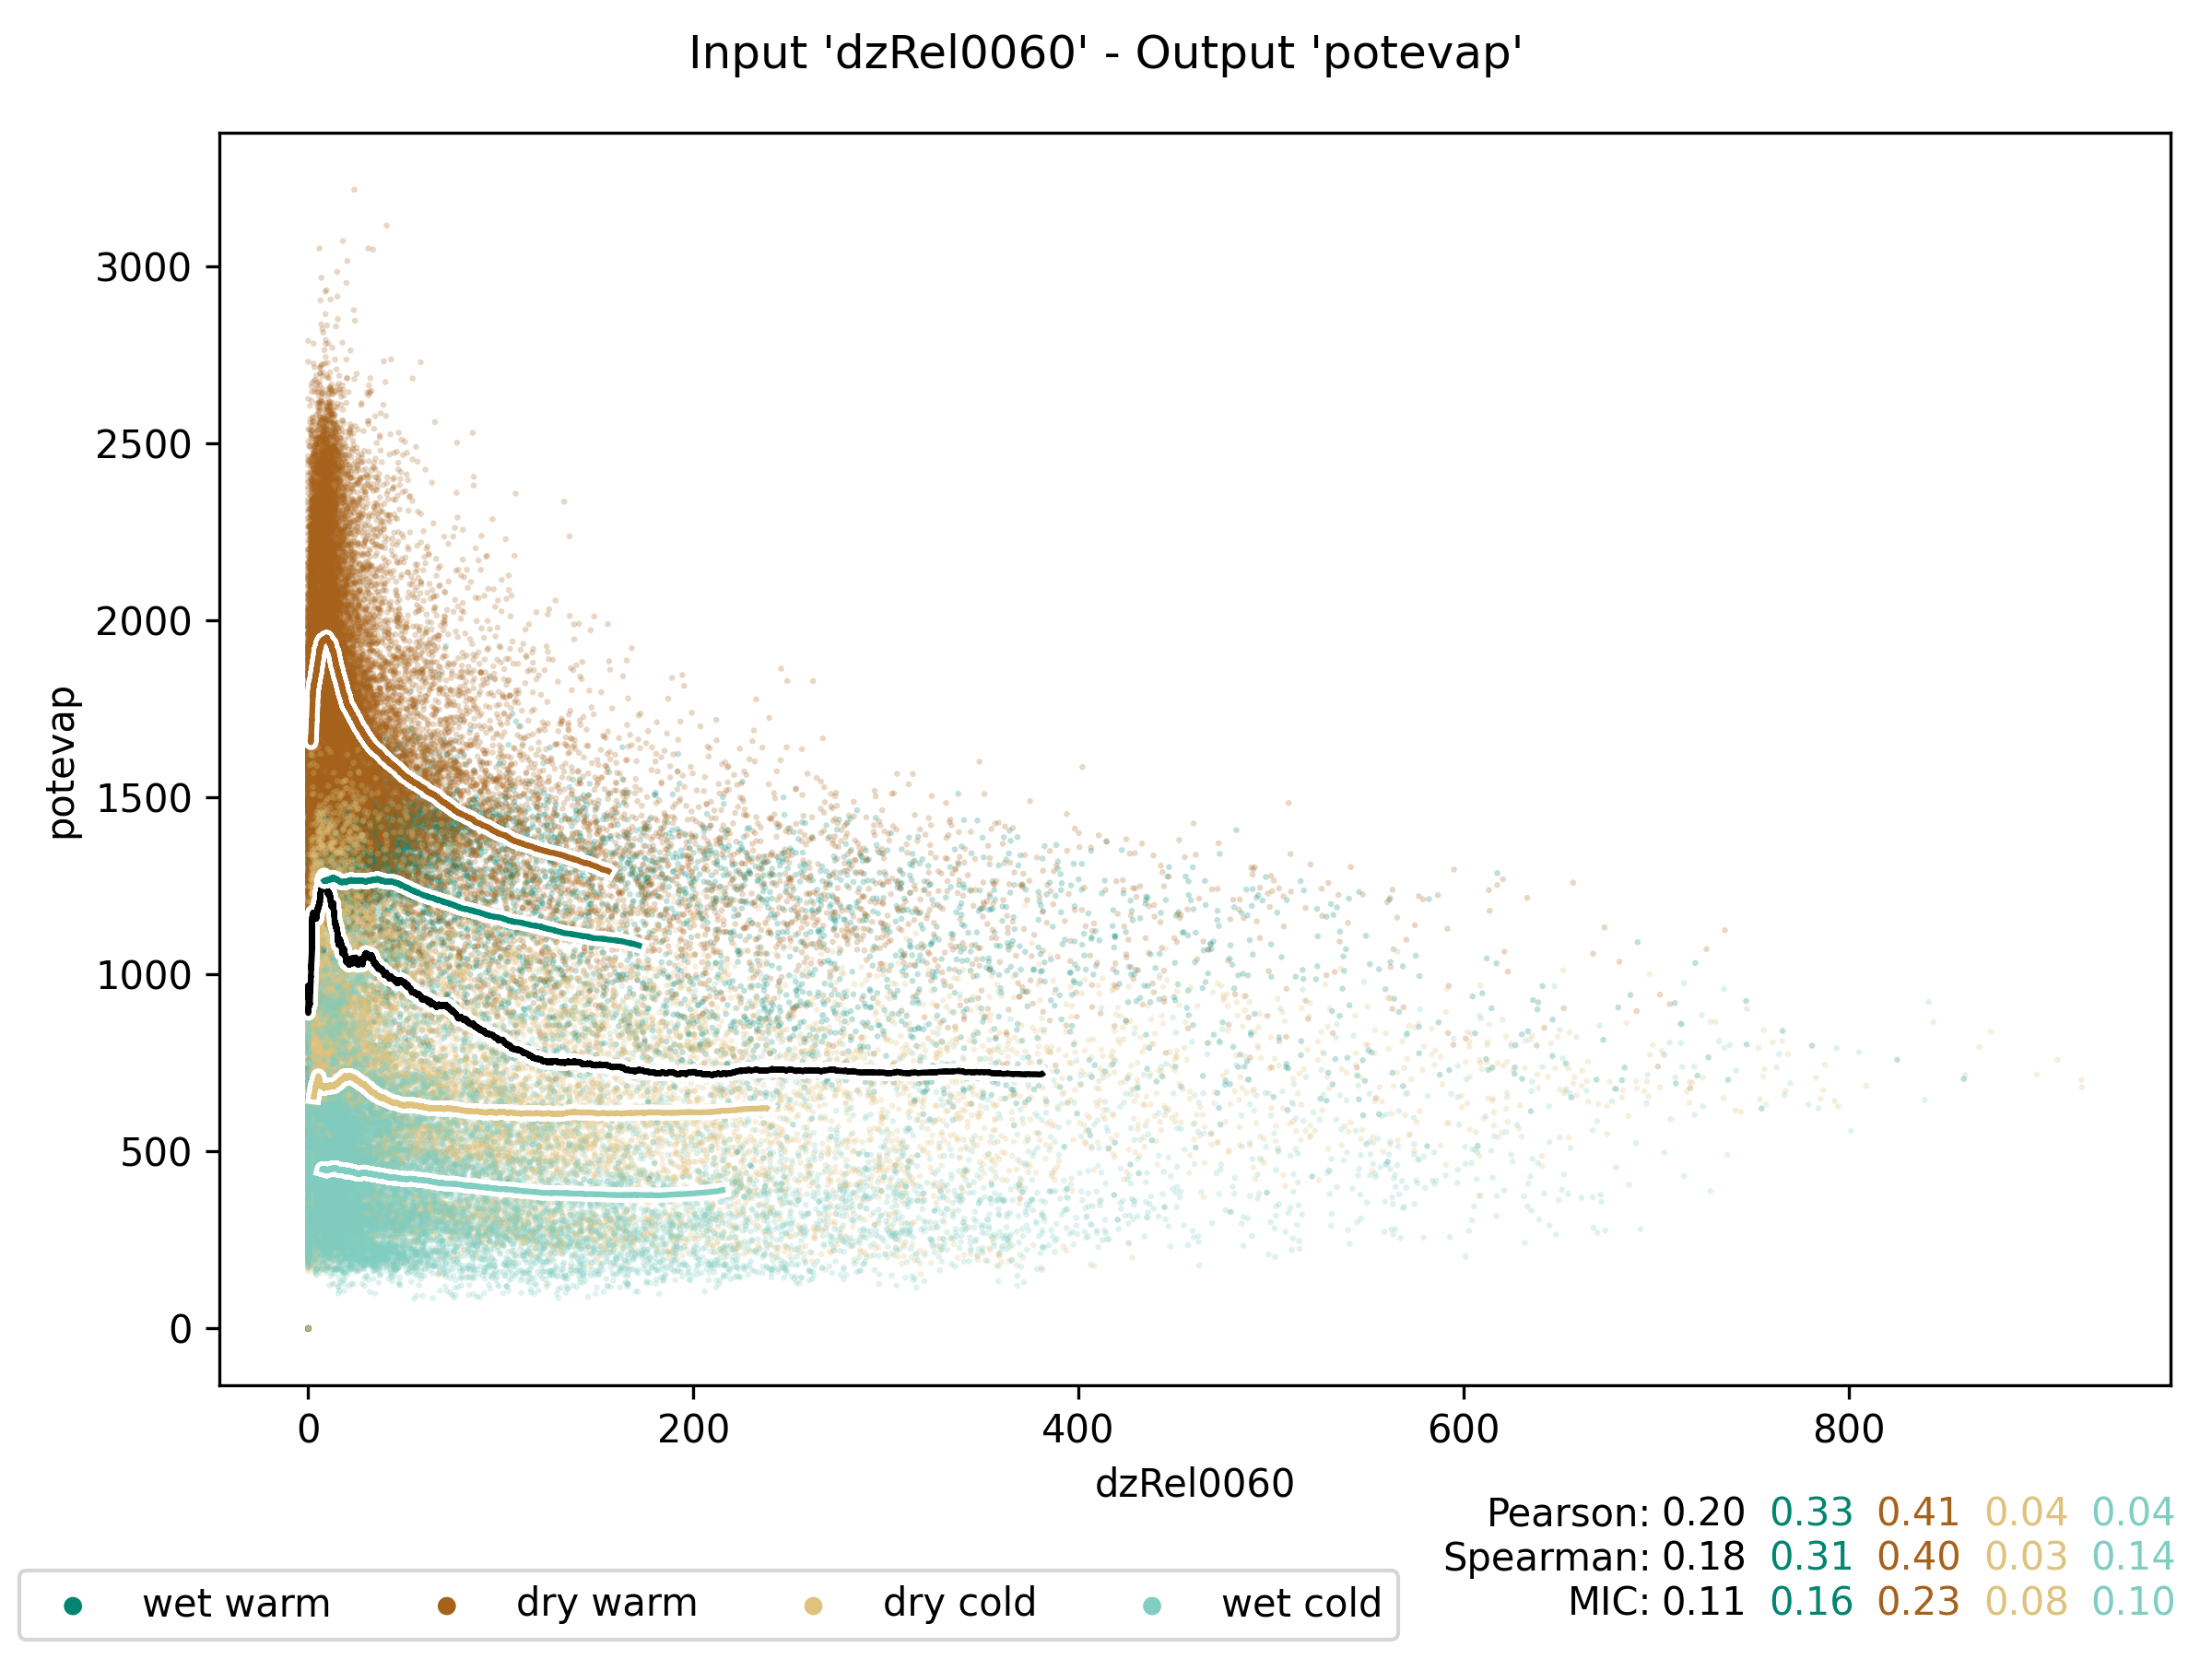 Input 'dzRel0060' - Output 'potevap'
3000
2500
2000
1500
1000
500
0
potevap
0 200 400 600 800
dzRel0060
Pearson: 0.20 0.33 0.41 0.04 0.04
Spearman: 0.18 0.31 0.40 0.03 0.14
MIC: 0.11 0.16 0.23 0.08 0.10
wet warm dry warm dry cold wet cold